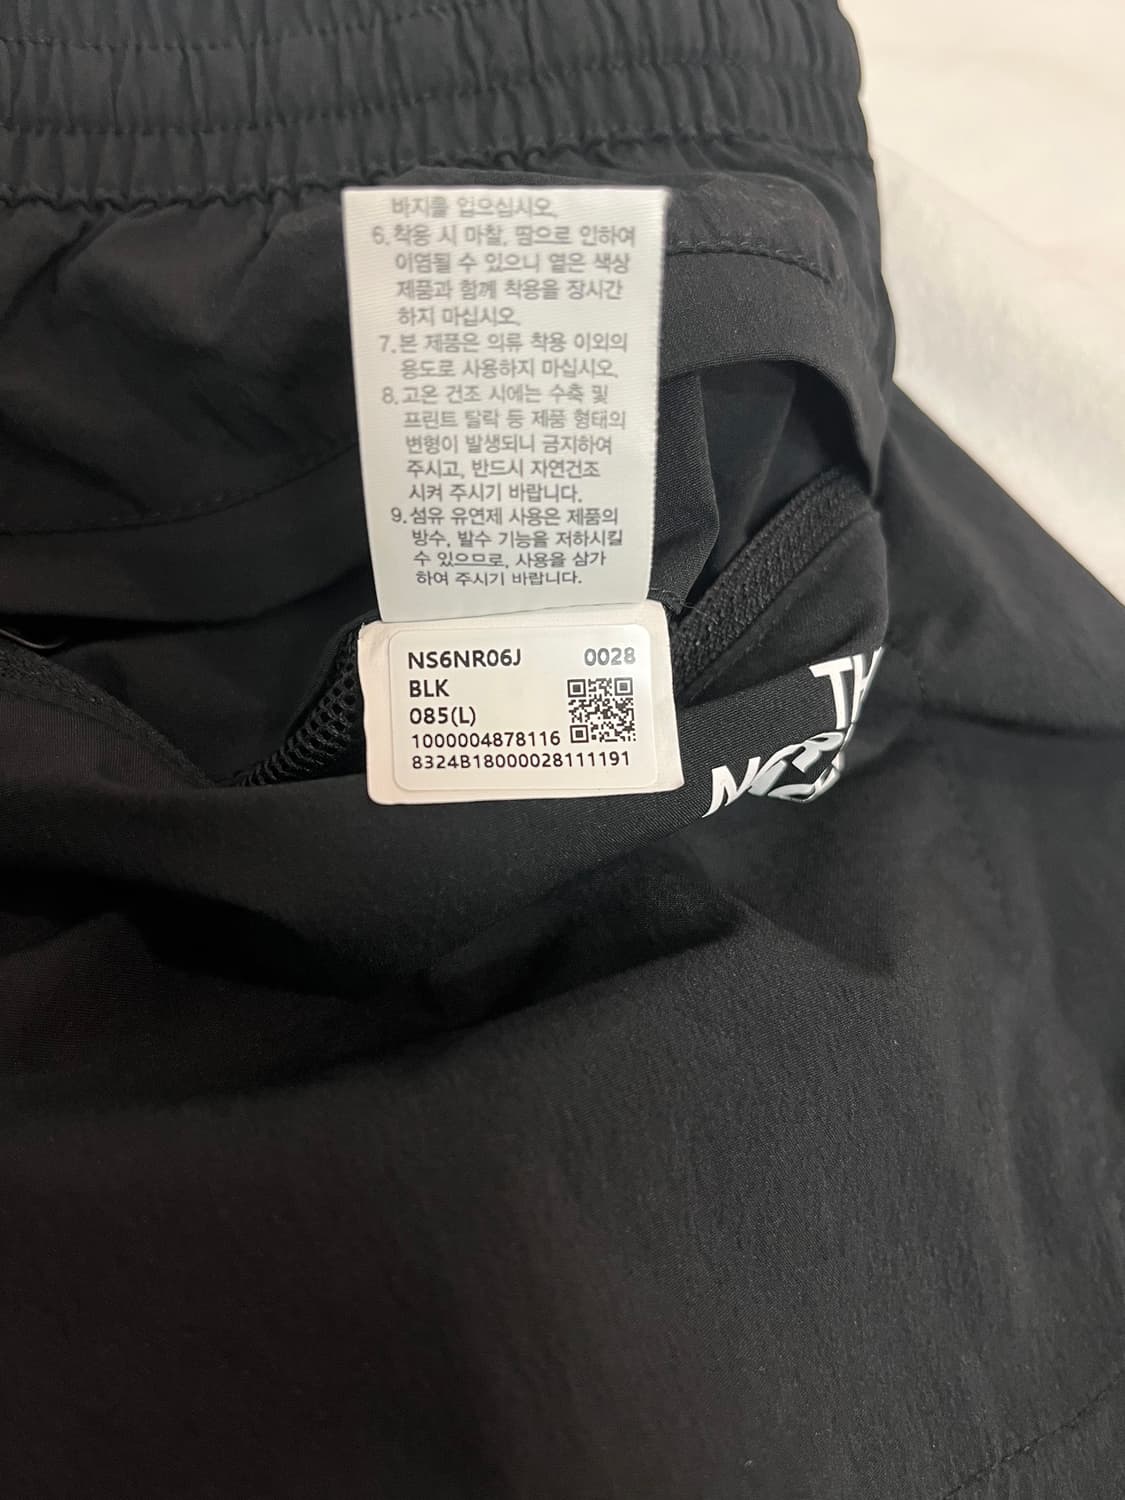 바지를 입으십시오.
6. 착용 시 마찰, 땀으로 인하여
이염될 수 있으니 옅은 색상
제품과 함께 착용을 장시간
하지 마십시오.
7. 본 제품은 의류 착용 이외의
용도로 사용하지 마십시오.
8. 고온 건조 시에는 수축 및
프린트 탈락 등 제품 형태의
변형이 발생되니 금지하여
주시고, 반드시 자연건조
시켜 주시기 바랍니다.
9. 섬유 유연제 사용은 제품의
방수, 발수 기능을 저하시킬
수 있으므로, 사용을 삼가
하여 주시기 바랍니다.
NS6NR06J 0028
BLK
085(L)
1000004878116
8324B18000028111191
TH